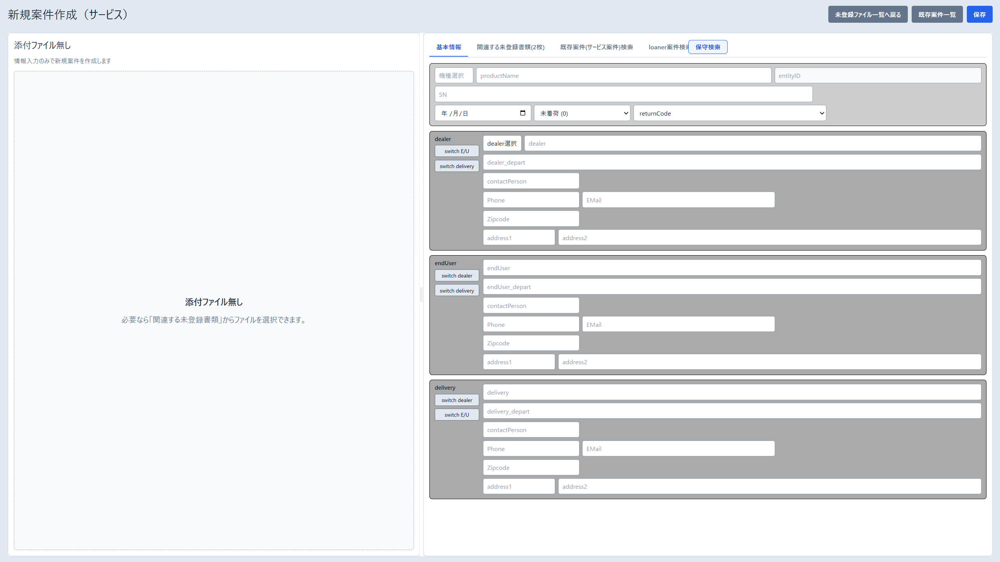 新規案件作成（サービス）
未登録ファイル一覧へ戻る
既存案件一覧
保存
添付ファイル無し
情報入力のみで新規案件を作成します
添付ファイル無し
必要なら「関連する未登録書類」からファイルを選択できます。
基本情報
関連する未登録書類(2枚)
既存案件(サービス案件)検索
loaner案件検索
保守検索
機種選択
productName
entityID
SN
年 /月/日
未着荷 (0)
returnCode
dealer
switch E/U
switch delivery
dealer選択
dealer
dealer_depart
contactPerson
Phone
EMail
Zipcode
address1
address2
endUser
switch dealer
switch delivery
endUser
endUser_depart
contactPerson
Phone
EMail
Zipcode
address1
address2
delivery
switch dealer
switch E/U
delivery
delivery_depart
contactPerson
Phone
EMail
Zipcode
address1
address2